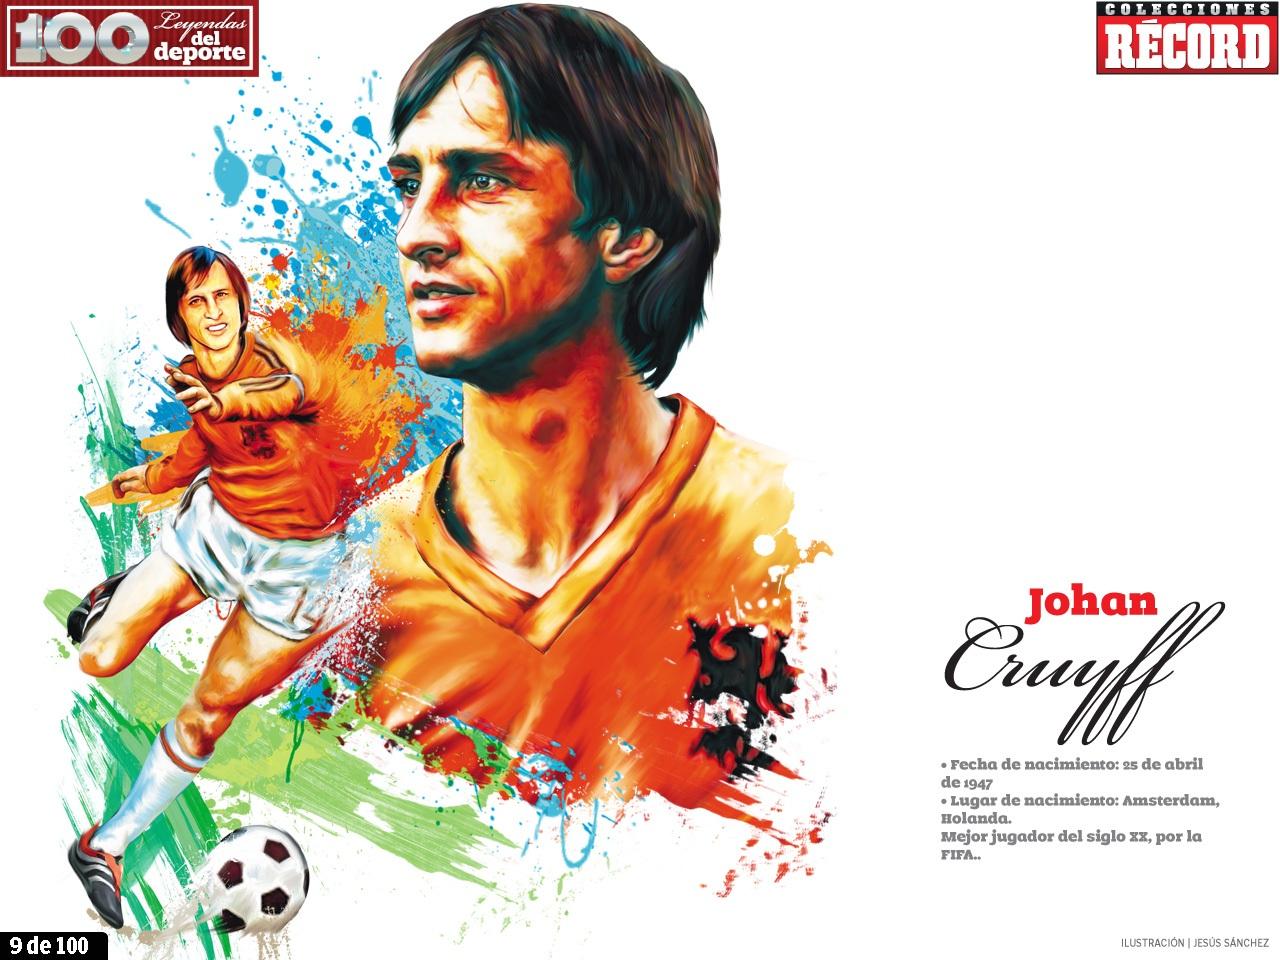 100 Leyendas
del
deporte
COLECCIONES
RÉCORD
Johan
Cruyff
• Fecha de nacimiento: 25 de abril
de 1947
• Lugar de nacimiento: Amsterdam,
Holanda.
Mejor jugador del siglo XX, por la
FIFA..
9 de 100
ILUSTRACIÓN | JESÚS SÁNCHEZ